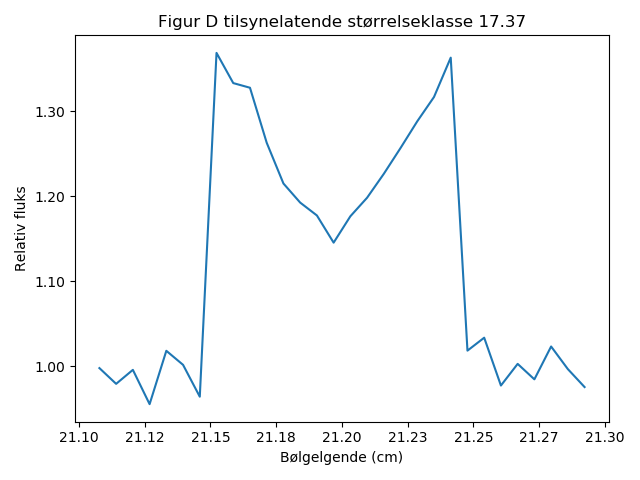 Figur D tilsynelatende størrelseklasse 17.37
1.30
1.20
1.10
1.00
Relativ fluks
21.10 21.12 21.15 21.18 21.20 21.23 21.25 21.27 21.30
Bølgelgende (cm)